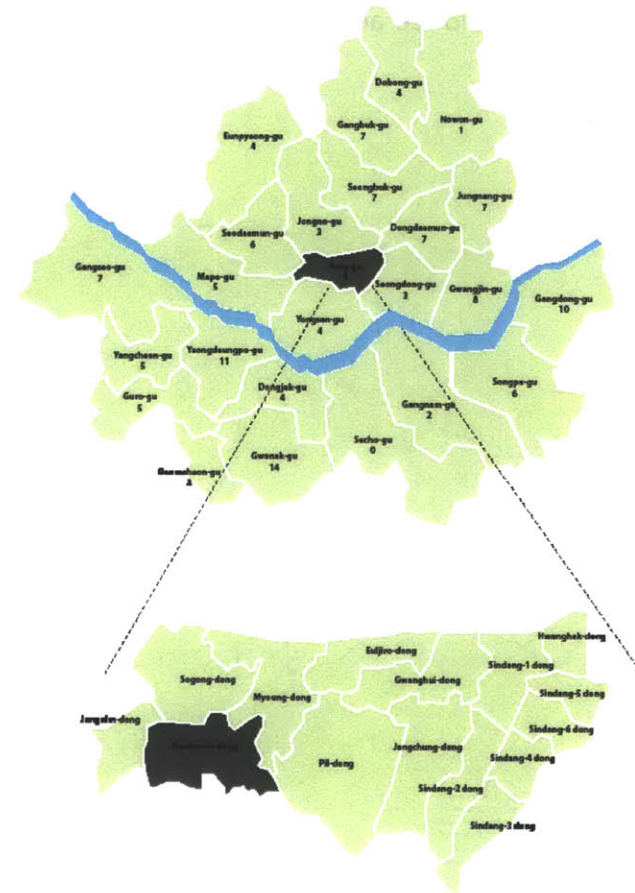 Dobong-gu
4
Nowon-gu
1
Gangbuk-gu
7
Eunpyeong-gu
4
Seongbuk-gu
7
Jungnang-gu
7
Jongno-gu
3
Dongdaemun-gu
7
Seodaemun-gu
6
Gangseo-gu
7
Mapo-gu
5
Seongdong-gu
2
Gwangjin-gu
8
Gangdong-gu
10
Yongsan-gu
4
Yangcheon-gu
5
Yeongdeungpo-gu
11
Songpa-gu
6
Guro-gu
5
Dongjak-gu
4
Gangnam-gu
2
Seocho-gu
0
Gwanak-gu
14
Hwanghak-dong
Euljiro-dong
Sindang-1 dong
Sogong-dong
Gwanghui-dong
Myoung-dong
Sindang-5 dong
Sindang-6 dong
Jangchung-dong
Pil-dong
Sindang-4 dong
Sindang-2 dong
Sindang-3 dong